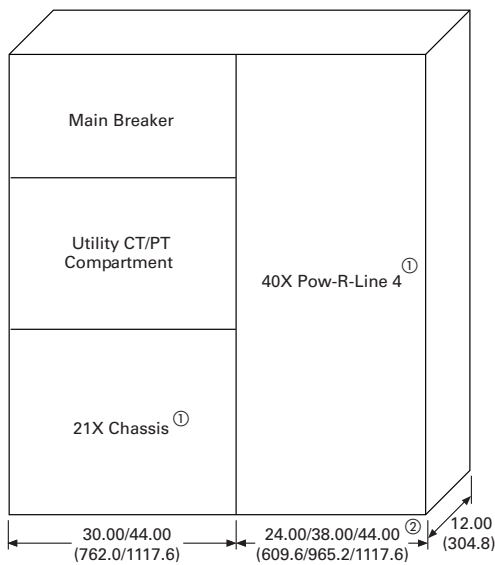 Main Breaker
Utility CT/PT
Compartment
40X Pow-R-Line 4 ①
21X Chassis ①
30.00/44.00
(762.0/1117.6)
24.00/38.00/44.00 ②
(609.6/965.2/1117.6)
12.00
(304.8)